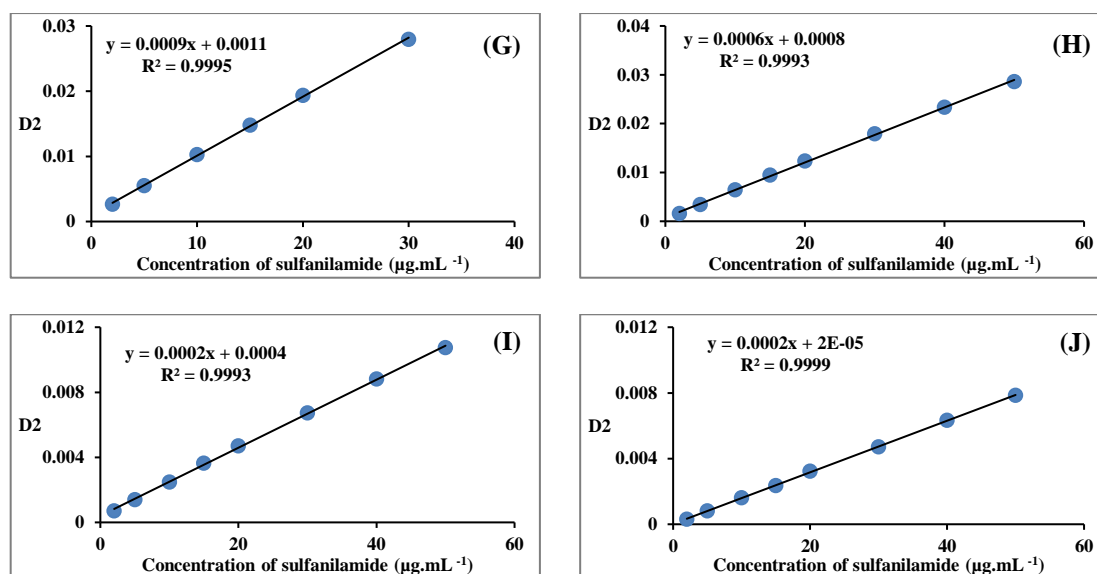 (G)
y = 0.0009x + 0.0011
R² = 0.9995
0.03
0.02
D2
0.01
0
0 10 20 30 40
Concentration of sulfanilamide (µg.mL ⁻¹)
(H)
y = 0.0006x + 0.0008
R² = 0.9993
0.04
0.03
D2
0.02
0.01
0
0 20 40 60
Concentration of sulfanilamide (µg.mL ⁻¹)
(I)
y = 0.0002x + 0.0004
R² = 0.9993
0.012
0.008
D2
0.004
0
0 20 40 60
Concentration of sulfanilamide (µg.mL ⁻¹)
(J)
y = 0.0002x + 2E-05
R² = 0.9999
0.012
0.008
D2
0.004
0
0 20 40 60
Concentration of sulfanilamide (µg.mL ⁻¹)